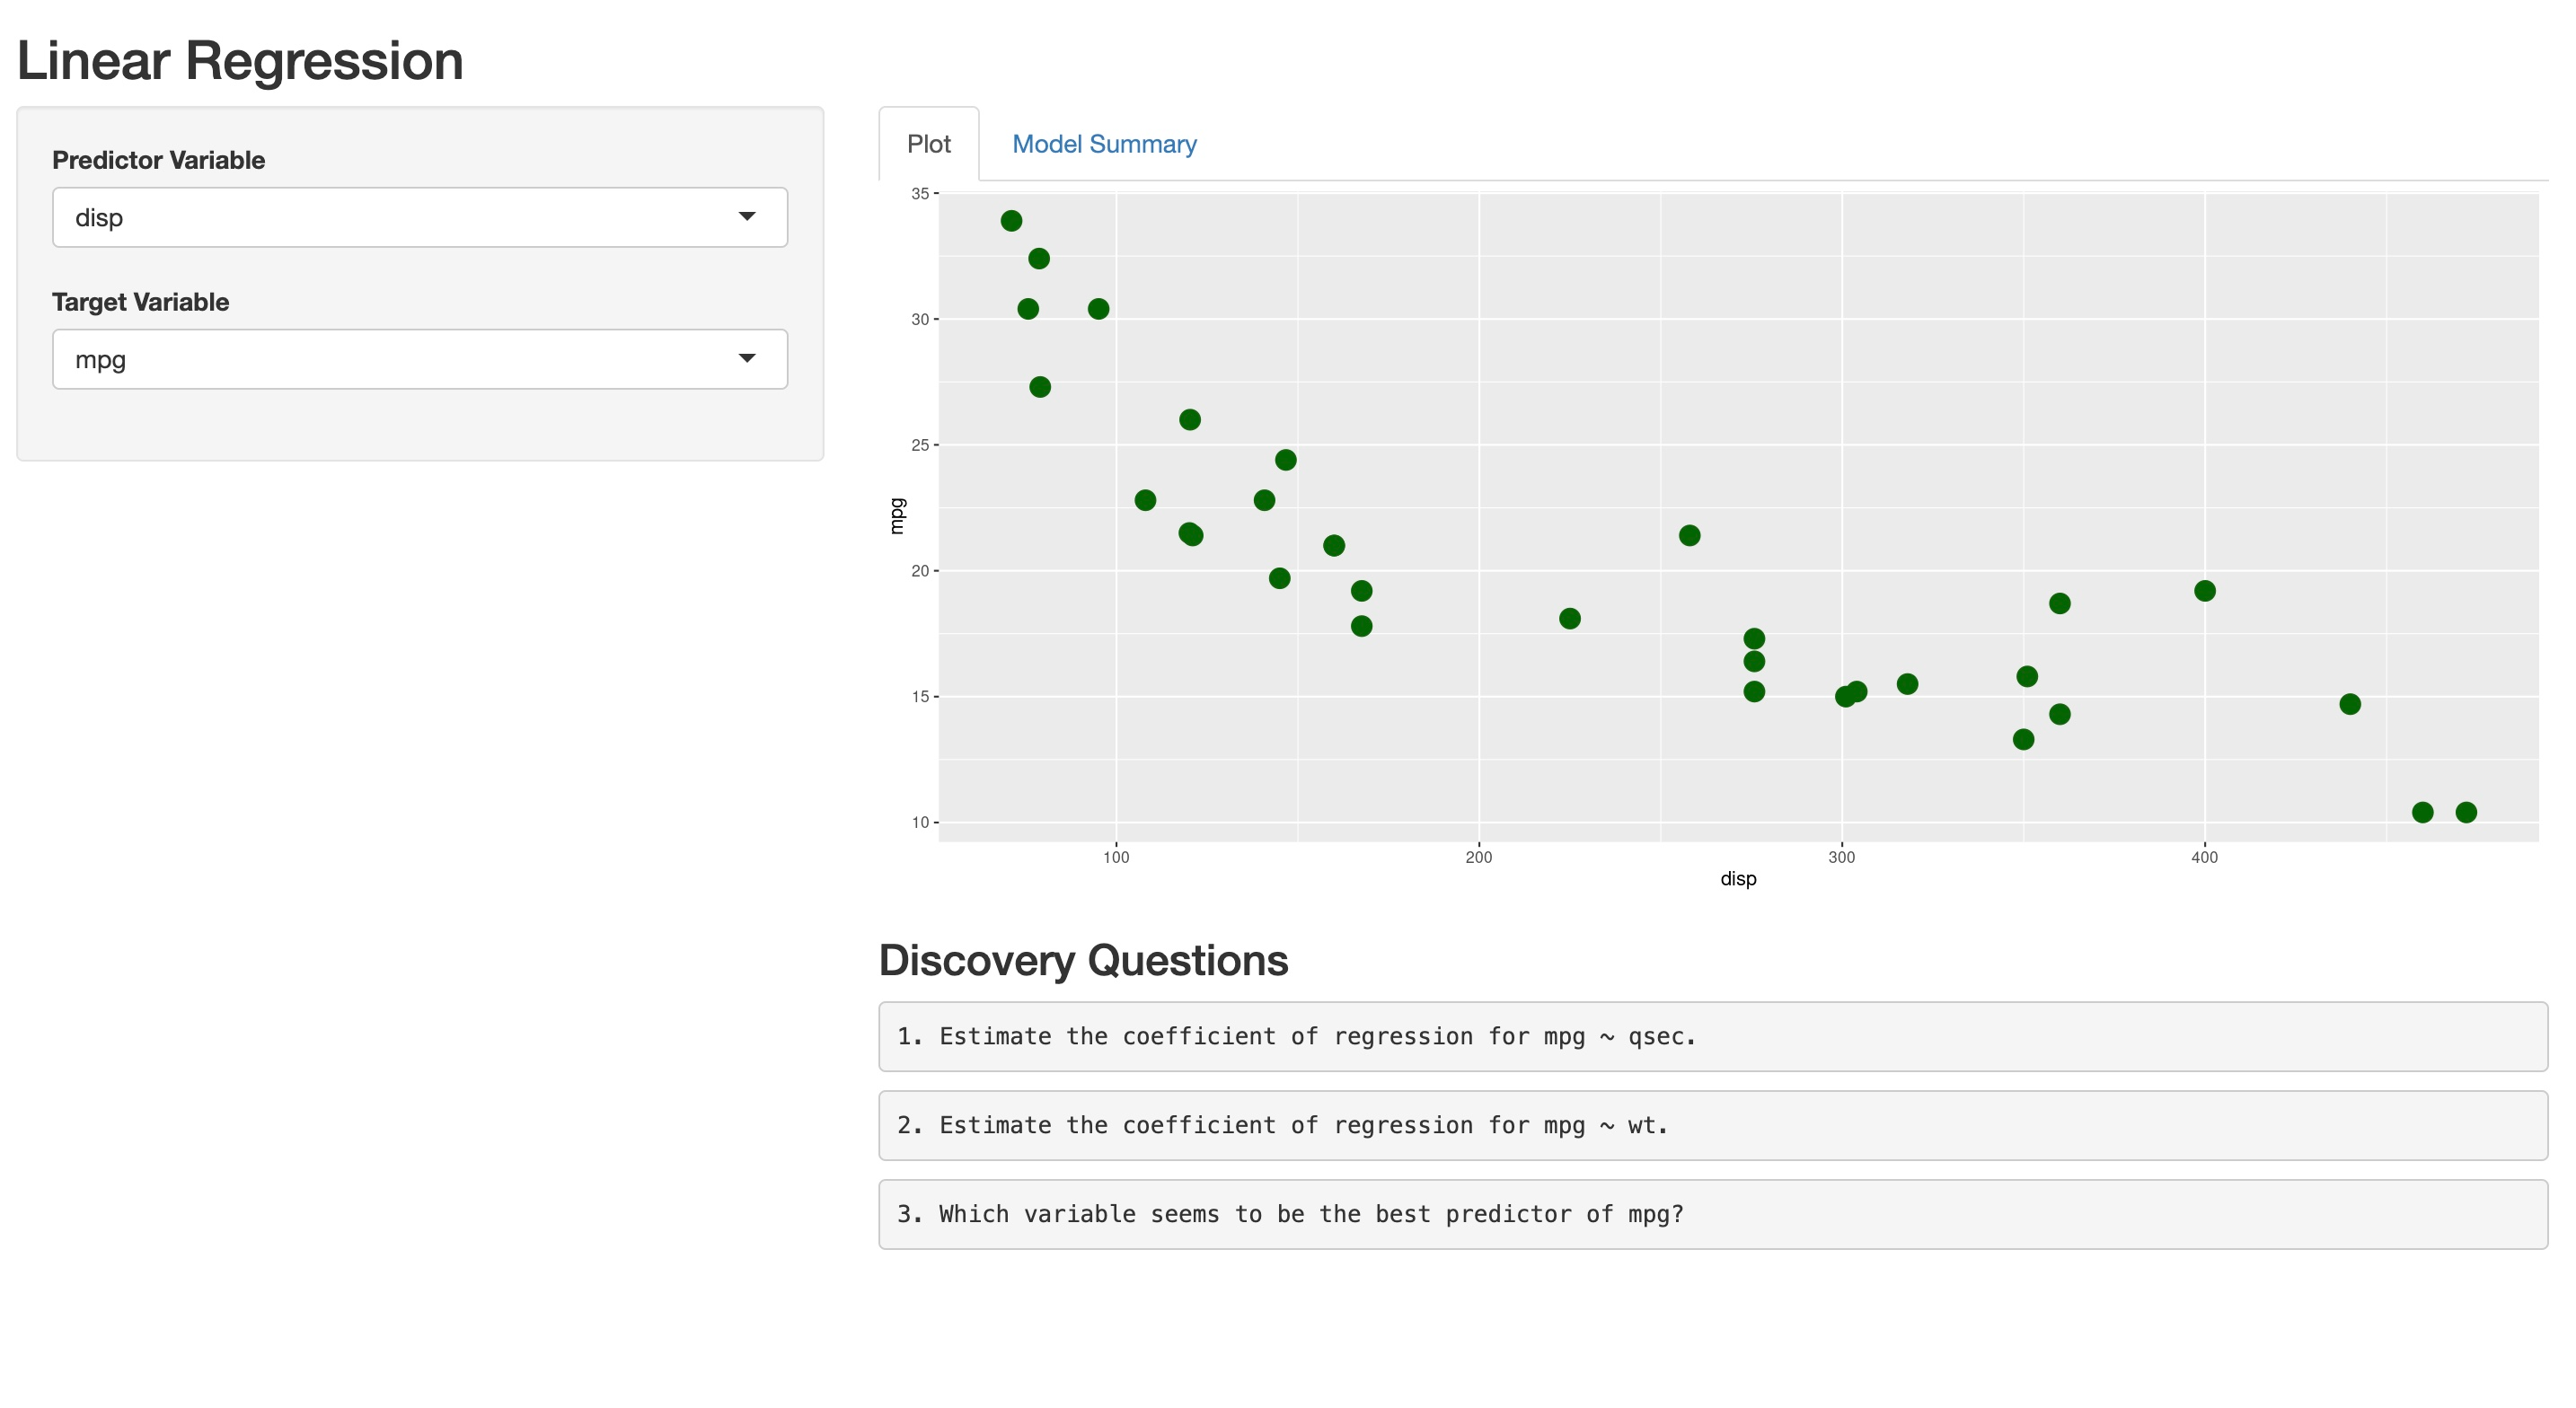 Linear Regression
Predictor Variable
disp
Target Variable
mpg
Plot
Model Summary
35
30
25
20
15
10
mpg
100
200
300
400
disp
Discovery Questions
1. Estimate the coefficient of regression for mpg ~ qsec.
2. Estimate the coefficient of regression for mpg ~ wt.
3. Which variable seems to be the best predictor of mpg?